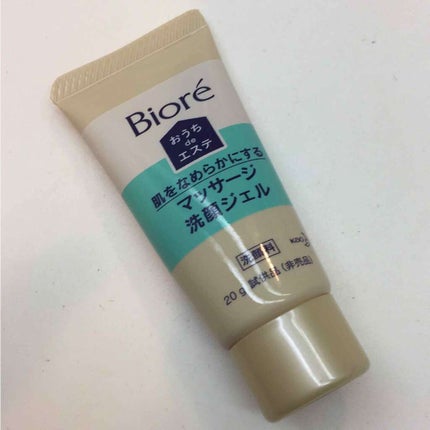 Bioré
おうち
de
エステ
肌をなめらかにする
マッサージ
洗顔ジェル
洗顔料
Kao
20g 試供品(非売品)